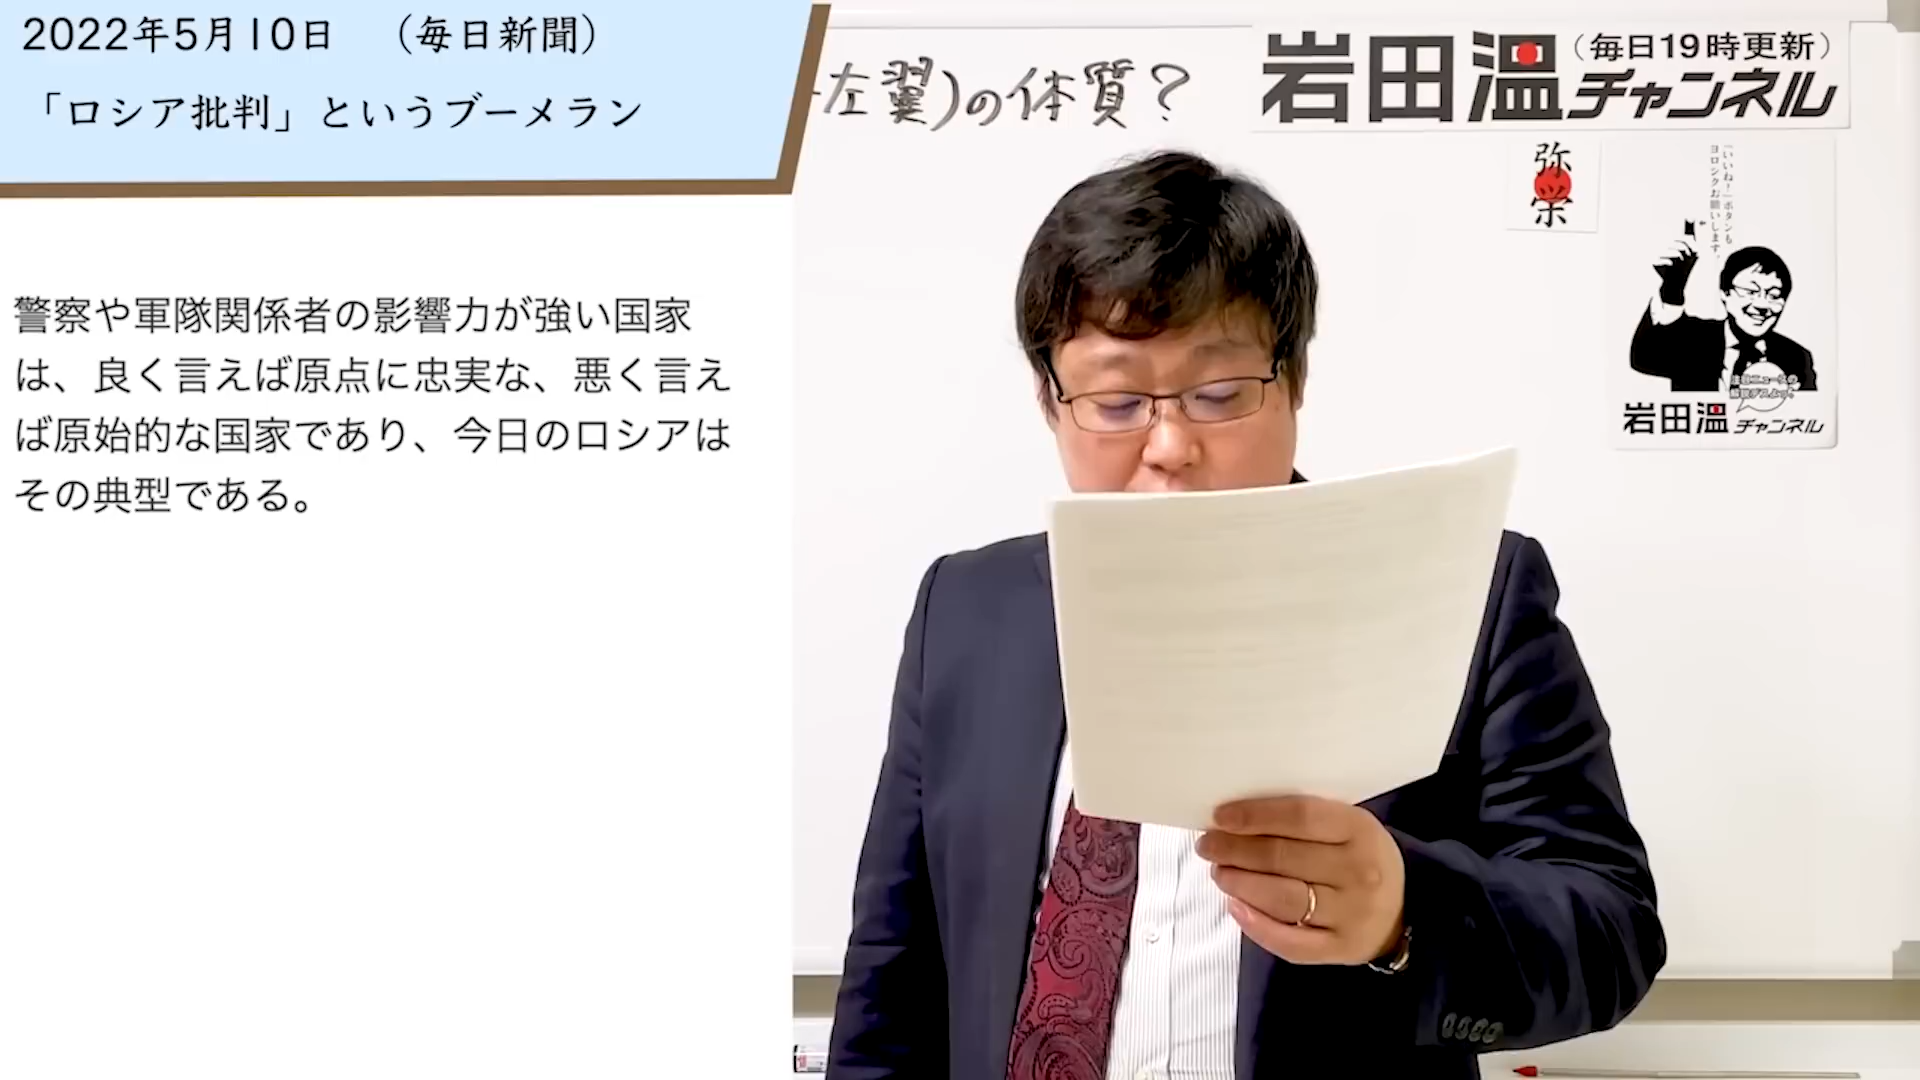 2022年5月10日　（毎日新聞）
「ロシア批判」というブーメラン
警察や軍隊関係者の影響力が強い国家
は、良く言えば原点に忠実な、悪く言え
ば原始的な国家であり、今日のロシアは
その典型である。
左翼)の体質？
岩田温（毎日19時更新）
チャンネル
弥栄
「いいね！」ボタンも
ヨロシクお願いします。
岩田温 チャンネル